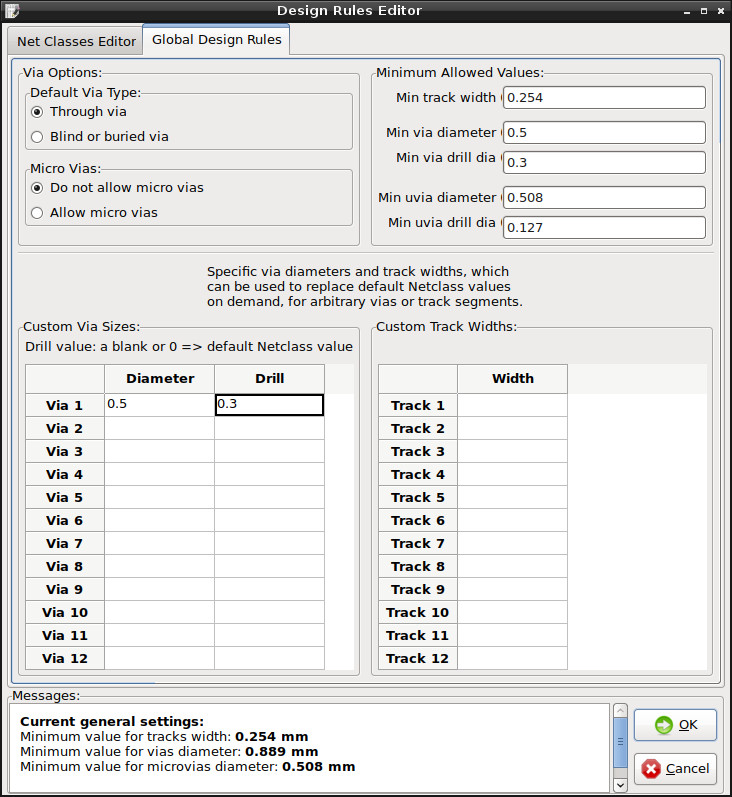 Design Rules Editor
Net Classes Editor
Global Design Rules
Via Options:
Default Via Type:
Through via
Blind or buried via
Micro Vias:
Do not allow micro vias
Allow micro vias
Minimum Allowed Values:
Min track width ( 0.254
Min via diameter ( 0.5
Min via drill dia ( 0.3
Min uvia diameter ( 0.508
Min uvia drill dia ( 0.127
Specific via diameters and track widths, which
can be used to replace default Netclass values
on demand, for arbitrary vias or track segments.
Custom Via Sizes:
Drill value: a blank or 0 => default Netclass value
Diameter Drill
Via 1 0.5 0.3
Via 2
Via 3
Via 4
Via 5
Via 6
Via 7
Via 8
Via 9
Via 10
Via 11
Via 12
Custom Track Widths:
Width
Track 1
Track 2
Track 3
Track 4
Track 5
Track 6
Track 7
Track 8
Track 9
Track 10
Track 11
Track 12
Messages:
Current general settings:
Minimum value for tracks width: 0.254 mm
Minimum value for vias diameter: 0.889 mm
Minimum value for microvias diameter: 0.508 mm
OK
Cancel